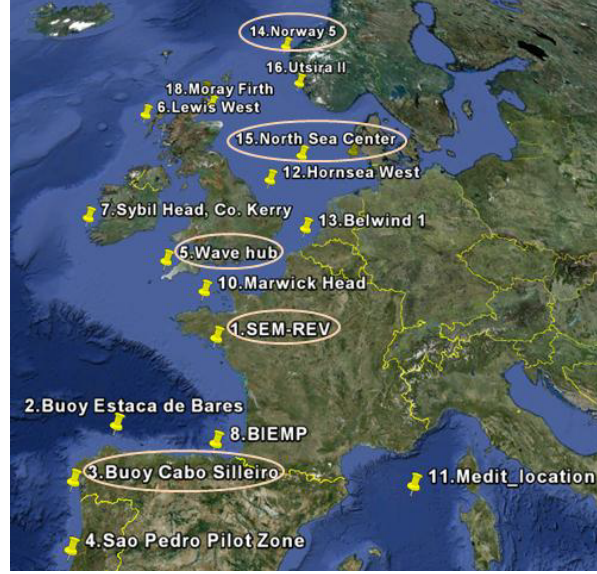 14.Norway 5
16.Utsira II
18.Moray Firth
6.Lewis West
15.North Sea Center
12.Hornsea West
7.Sybil Head, Co. Kerry
13.Belwind 1
5.Wave hub
10.Marwick Head
1.SEM-REV
2.Buoy Estaca de Bares
8.BIEMP
3.Buoy Cabo Silleiro
11.Medit_location
4.Sao Pedro Pilot Zone